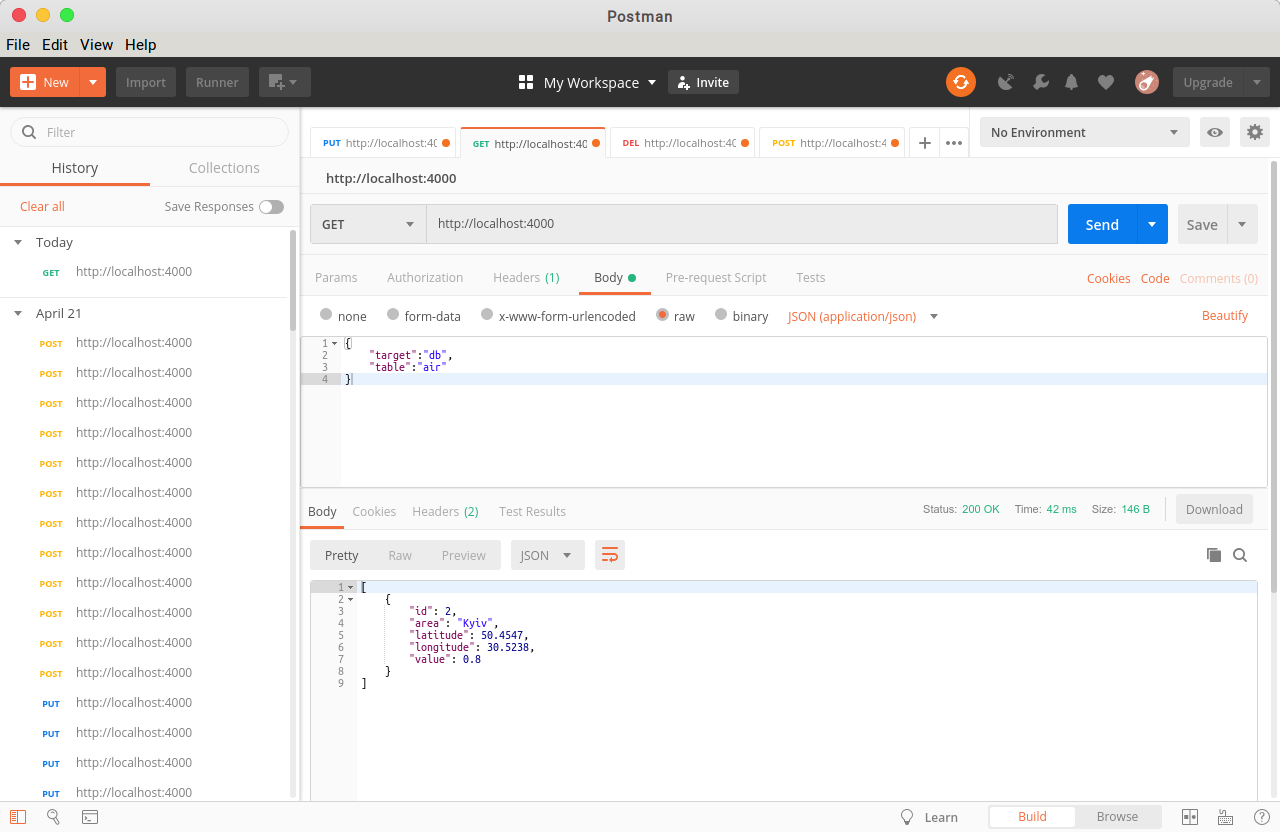 Postman
File Edit View Help
New Import Runner My Workspace Invite Upgrade
Filter
History Collections
Clear all Save Responses
Today
GET http://localhost:4000
April 21
POST http://localhost:4000
POST http://localhost:4000
POST http://localhost:4000
POST http://localhost:4000
POST http://localhost:4000
POST http://localhost:4000
POST http://localhost:4000
POST http://localhost:4000
POST http://localhost:4000
POST http://localhost:4000
POST http://localhost:4000
POST http://localhost:4000
PUT http://localhost:4000
PUT http://localhost:4000
PUT http://localhost:4000
PUT http://localhost:4000
PUT http://localhost:40 GET http://localhost:40 DEL http://localhost:40 POST http://localhost:4 No Environment
http://localhost:4000
GET http://localhost:4000 Send Save
Params Authorization Headers (1) Body Pre-request Script Tests Cookies Code Comments (0)
none form-data x-www-form-urlencoded raw binary JSON (application/json) Beautify
1 {
2 "target":"db",
3 "table":"air"
4 }
Body Cookies Headers (2) Test Results Status: 200 OK Time: 42 ms Size: 146 B Download
Pretty Raw Preview JSON
1 [
2 {
3 "id": 2,
4 "area": "Kyiv",
5 "latitude": 50.4547,
6 "longitude": 30.5238,
7 "value": 0.8
8 }
9 ]
Learn Build Browse